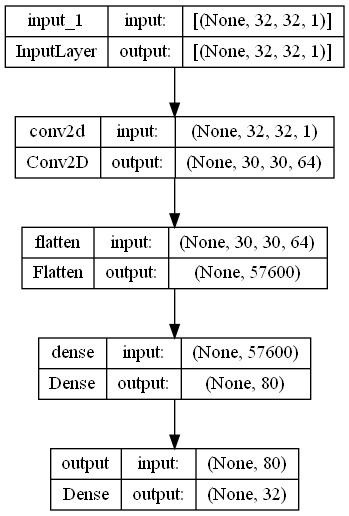 input_1 input: [(None, 32, 32, 1)]
InputLayer output: [(None, 32, 32, 1)]
conv2d input: (None, 32, 32, 1)
Conv2D output: (None, 30, 30, 64)
flatten input: (None, 30, 30, 64)
Flatten output: (None, 57600)
dense input: (None, 57600)
Dense output: (None, 80)
output input: (None, 80)
Dense output: (None, 32)